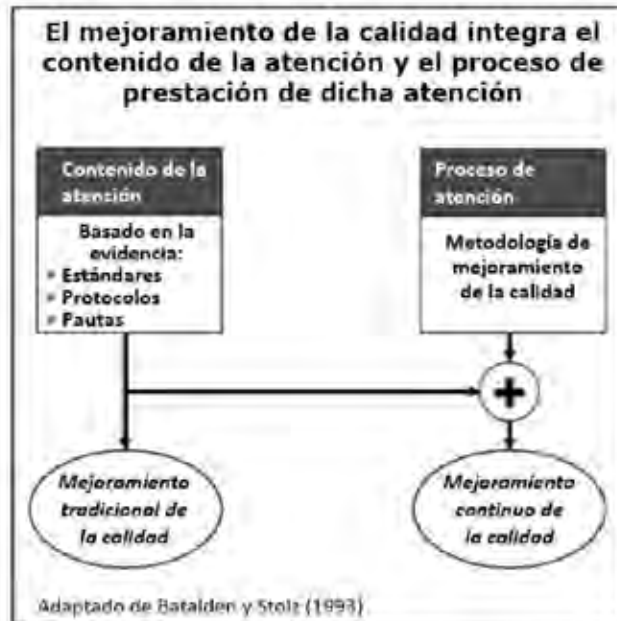 El mejoramiento de la calidad integra el
contenido de la atención y el proceso de
prestación de dicha atención
Contenido de la
atención
Basado en la
evidencia:
Estándares
Protocolos
Pautas
Proceso de
atención
Metodología de
mejoramiento
de la calidad
+
Mejoramiento
tradicional de
la calidad
Mejoramiento
continuo de
la calidad
Adaptado de Batalden y Stolz (1993)